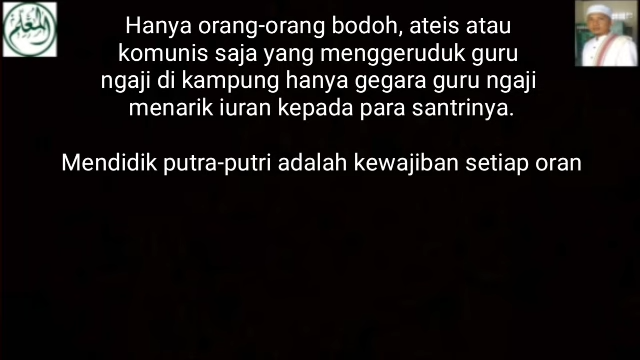 المعلم
Hanya orang-orang bodoh, ateis atau
komunis saja yang menggeruduk guru
ngaji di kampung hanya gegara guru ngaji
menarik iuran kepada para santrinya.
Mendidik putra-putri adalah kewajiban setiap oran